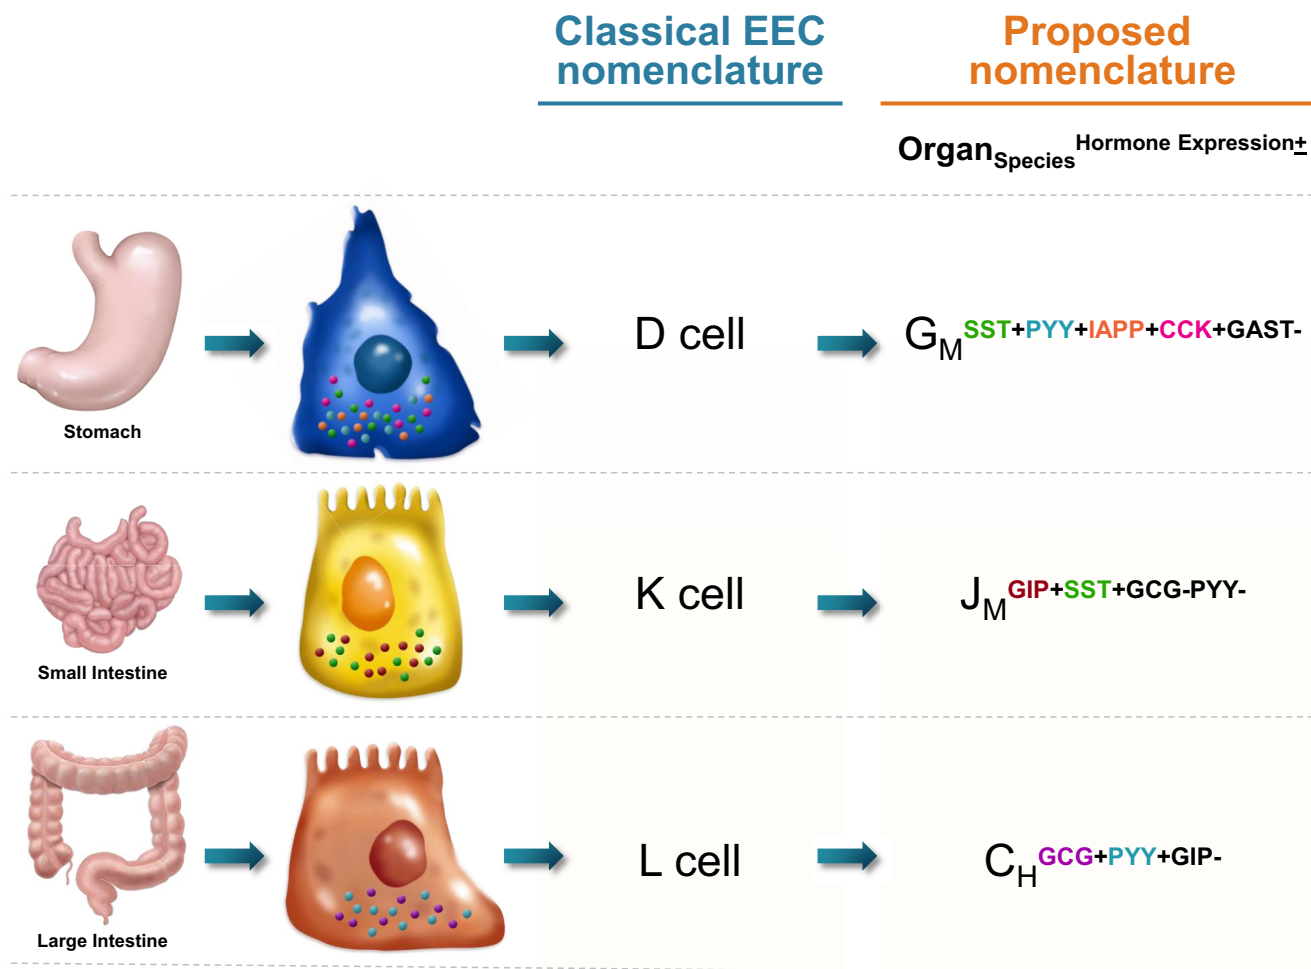 Classical EEC
nomenclature
Proposed
nomenclature
OrganSpeciesHormone Expression±
Stomach
D cell
GMSST+PYY+IAPP+CCK+GAST-
Small Intestine
K cell
JMGIP+SST+GCG-PYY-
Large Intestine
L cell
CHGCG+PYY+GIP-